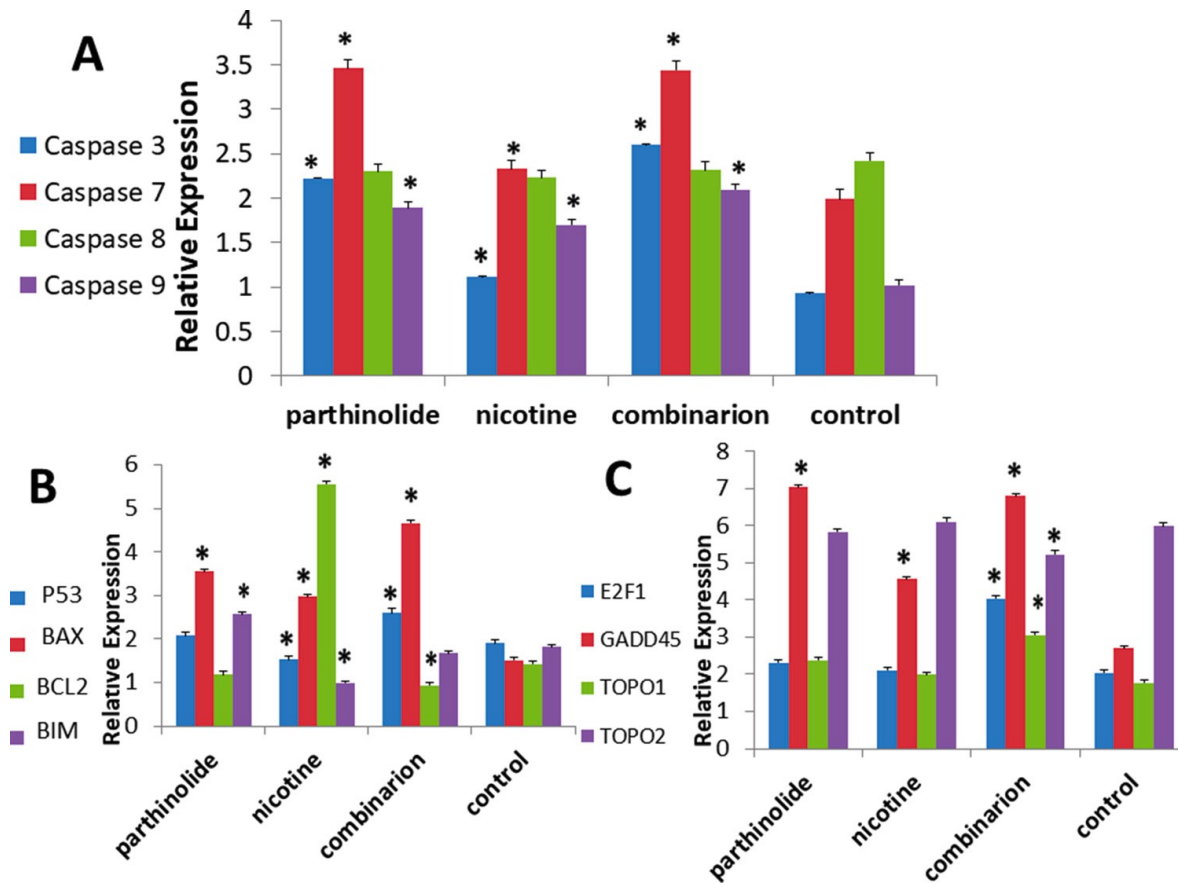 A
Relative Expression
4
3.5
3
2.5
2
1.5
1
0.5
0
Caspase 3
Caspase 7
Caspase 8
Caspase 9
* * * * * * * * *
parthinolide nicotine combinarion control
B
Relative Expression
6
5
4
3
2
1
0
P53
BAX
BCL2
BIM
* * * * * * * * *
parthinolide nicotine combinarion control
C
Relative Expression
8
7
6
5
4
3
2
1
0
E2F1
GADD45
TOPO1
TOPO2
* * * * * *
parthinolide nicotine combinarion control